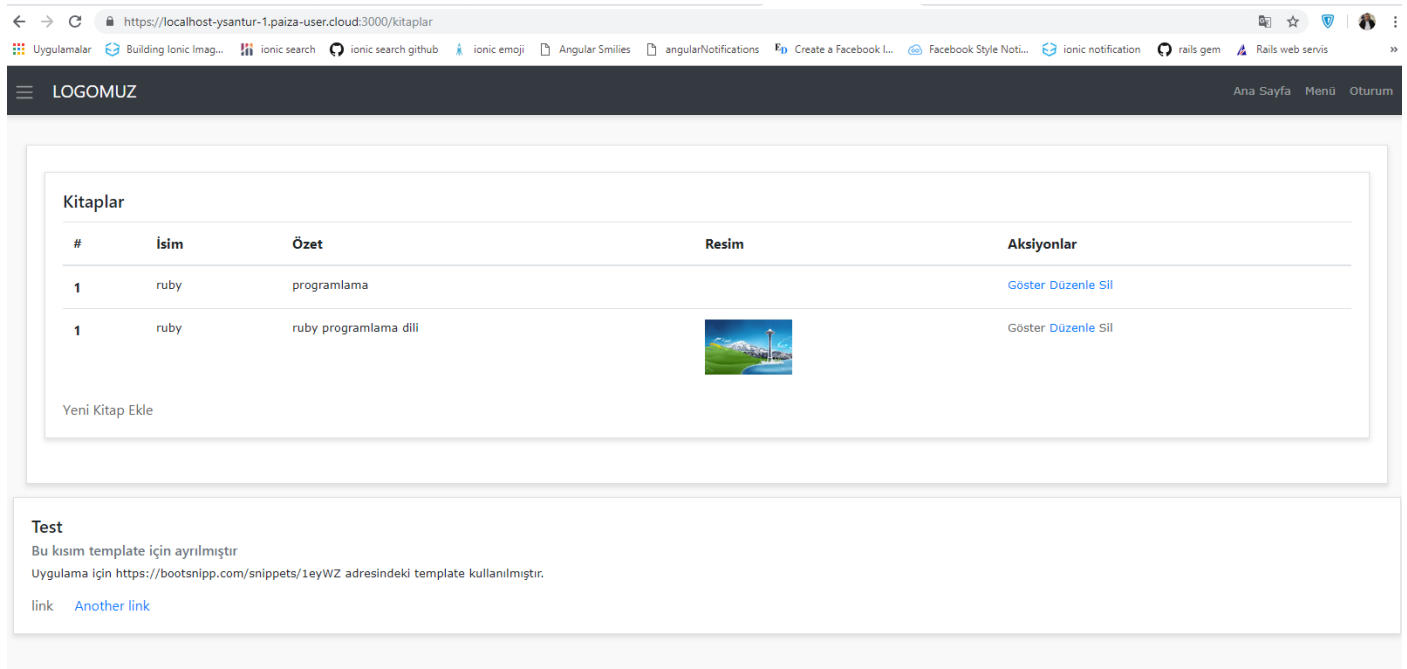 https://localhost-ysantur-1.paiza-user.cloud:3000/kitaplar
Uygulamalar Building Ionic Imag... ionic search ionic search github ionic emoji Angular Smilies angularNotifications Create a Facebook I... Facebook Style Noti... ionic notification rails gem Rails web servis »
LOGOMUZ Ana Sayfa Menü Oturum
Kitaplar
# İsim Özet Resim Aksiyonlar
1 ruby programlama Göster Düzenle Sil
1 ruby ruby programlama dili Göster Düzenle Sil
Yeni Kitap Ekle
Test
Bu kısım template için ayrılmıştır
Uygulama için https://bootsnipp.com/snippets/1eyWZ adresindeki template kullanılmıştır.
link Another link